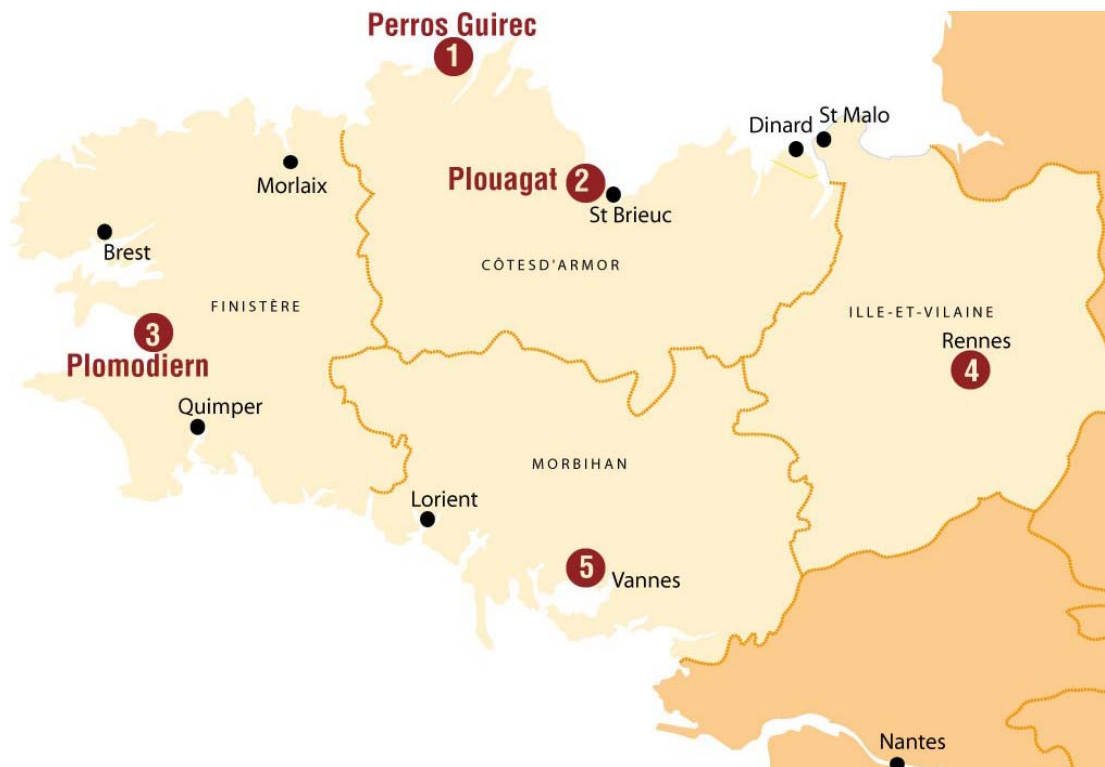 Perros Guirec
1
Dinard
St Malo
Morlaix
Plouagat
2
St Brieuc
Brest
CÔTESD'ARMOR
FINISTÈRE
ILLE-ET-VILAINE
3
Rennes
Plomodiern
4
Quimper
MORBIHAN
Lorient
5
Vannes
Nantes